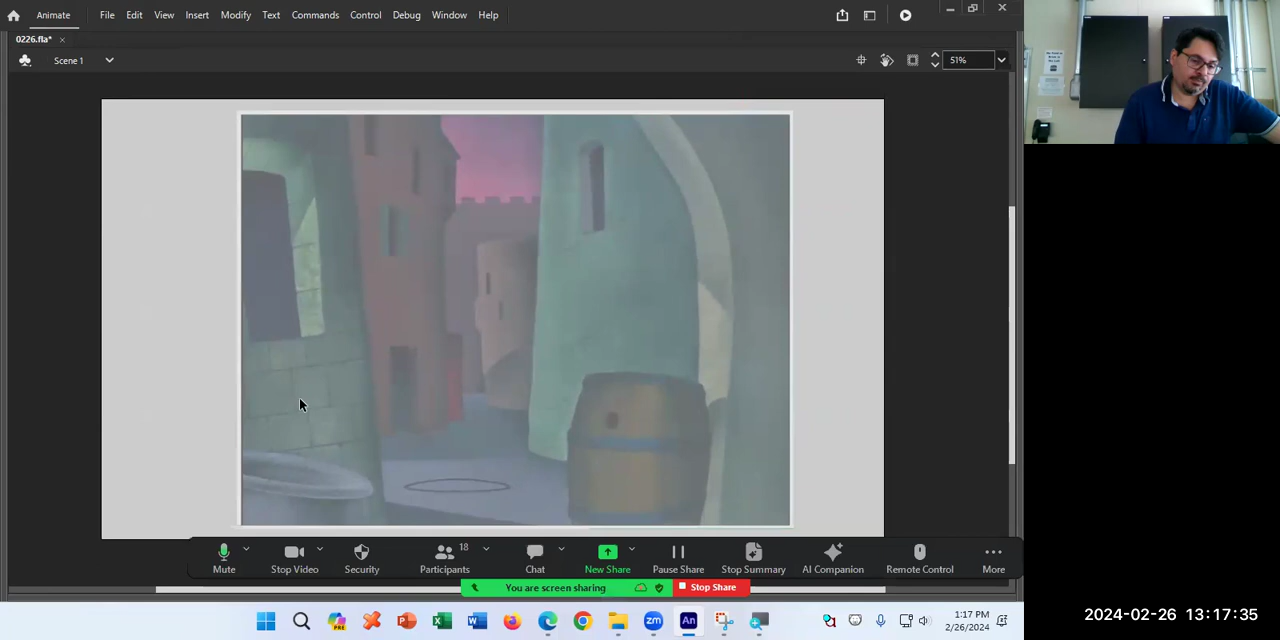 Animate File Edit View Insert Modify Text Commands Control Debug Window Help
0226.fla*
Scene 1
51%
18
Mute Stop Video Security Participants Chat New Share Pause Share Stop Summary AI Companion Remote Control More
You are screen sharing Stop Share
1:17 PM
2/26/2024
2024-02-26 13:17:35